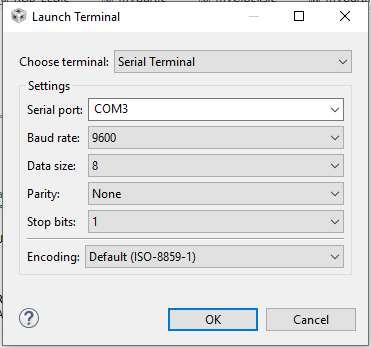 Launch Terminal
Choose terminal: Serial Terminal
Settings
Serial port: COM3
Baud rate: 9600
Data size: 8
Parity: None
Stop bits: 1
Encoding: Default (ISO-8859-1)
OK Cancel